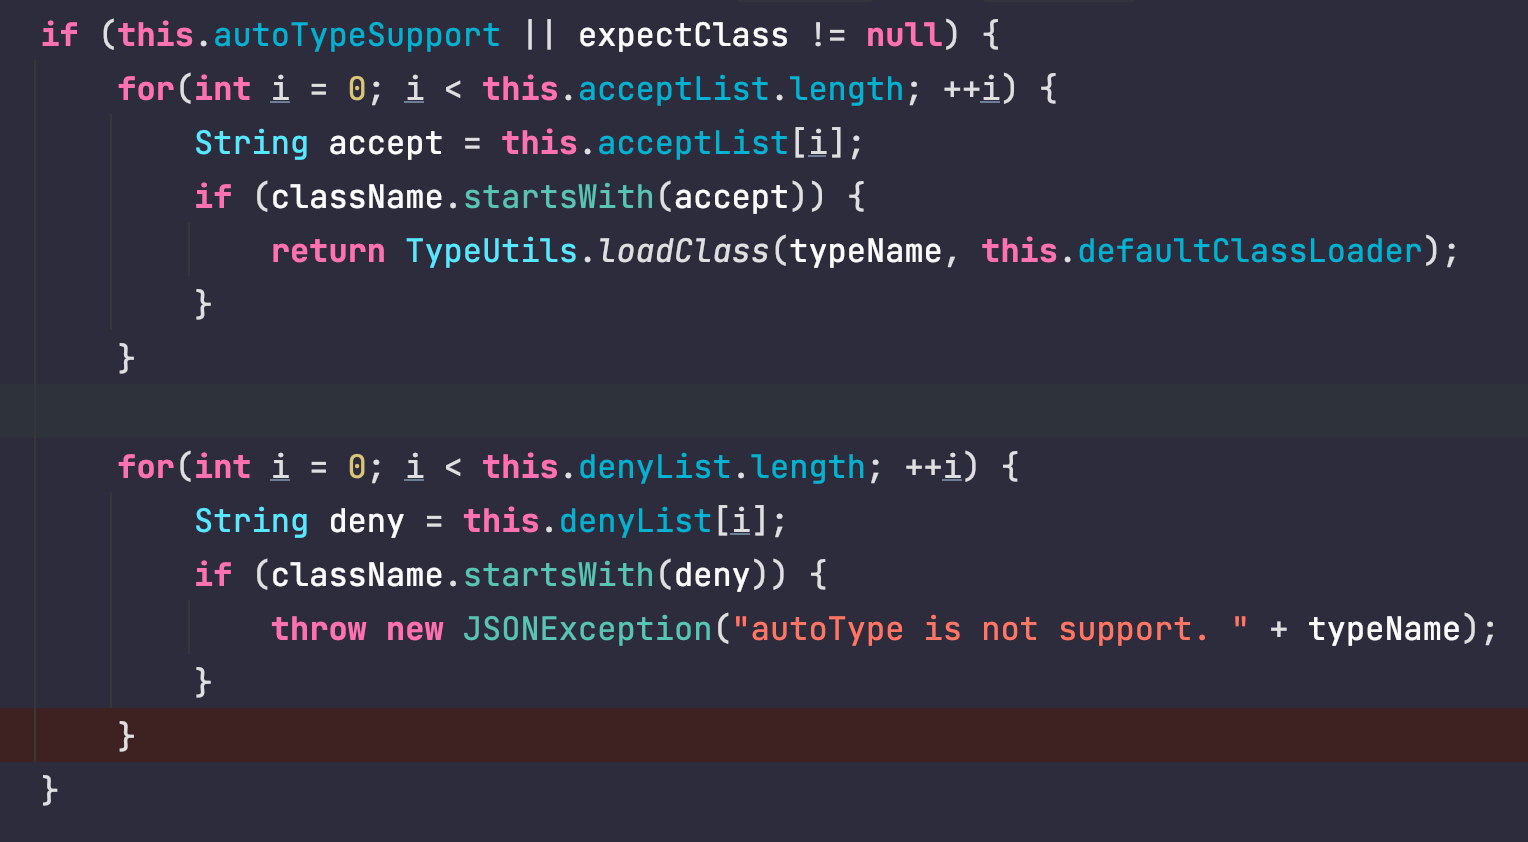 if (this.autoTypeSupport || expectClass != null) {
    for(int i = 0; i < this.acceptList.length; ++i) {
        String accept = this.acceptList[i];
        if (className.startsWith(accept)) {
            return TypeUtils.loadClass(typeName, this.defaultClassLoader);
        }
    }

    for(int i = 0; i < this.denyList.length; ++i) {
        String deny = this.denyList[i];
        if (className.startsWith(deny)) {
            throw new JSONException("autoType is not support. " + typeName);
        }
    }
}